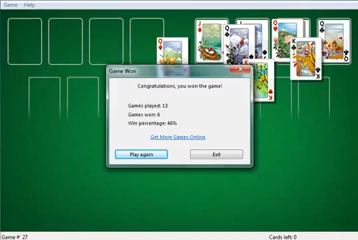 Game Help
Game Won
Congratulations, you won the game!
Games played: 13
Games won: 6
Win percentage: 46%
Get More Games Online
Play again
Exit
Game #: 27
Cards left: 0